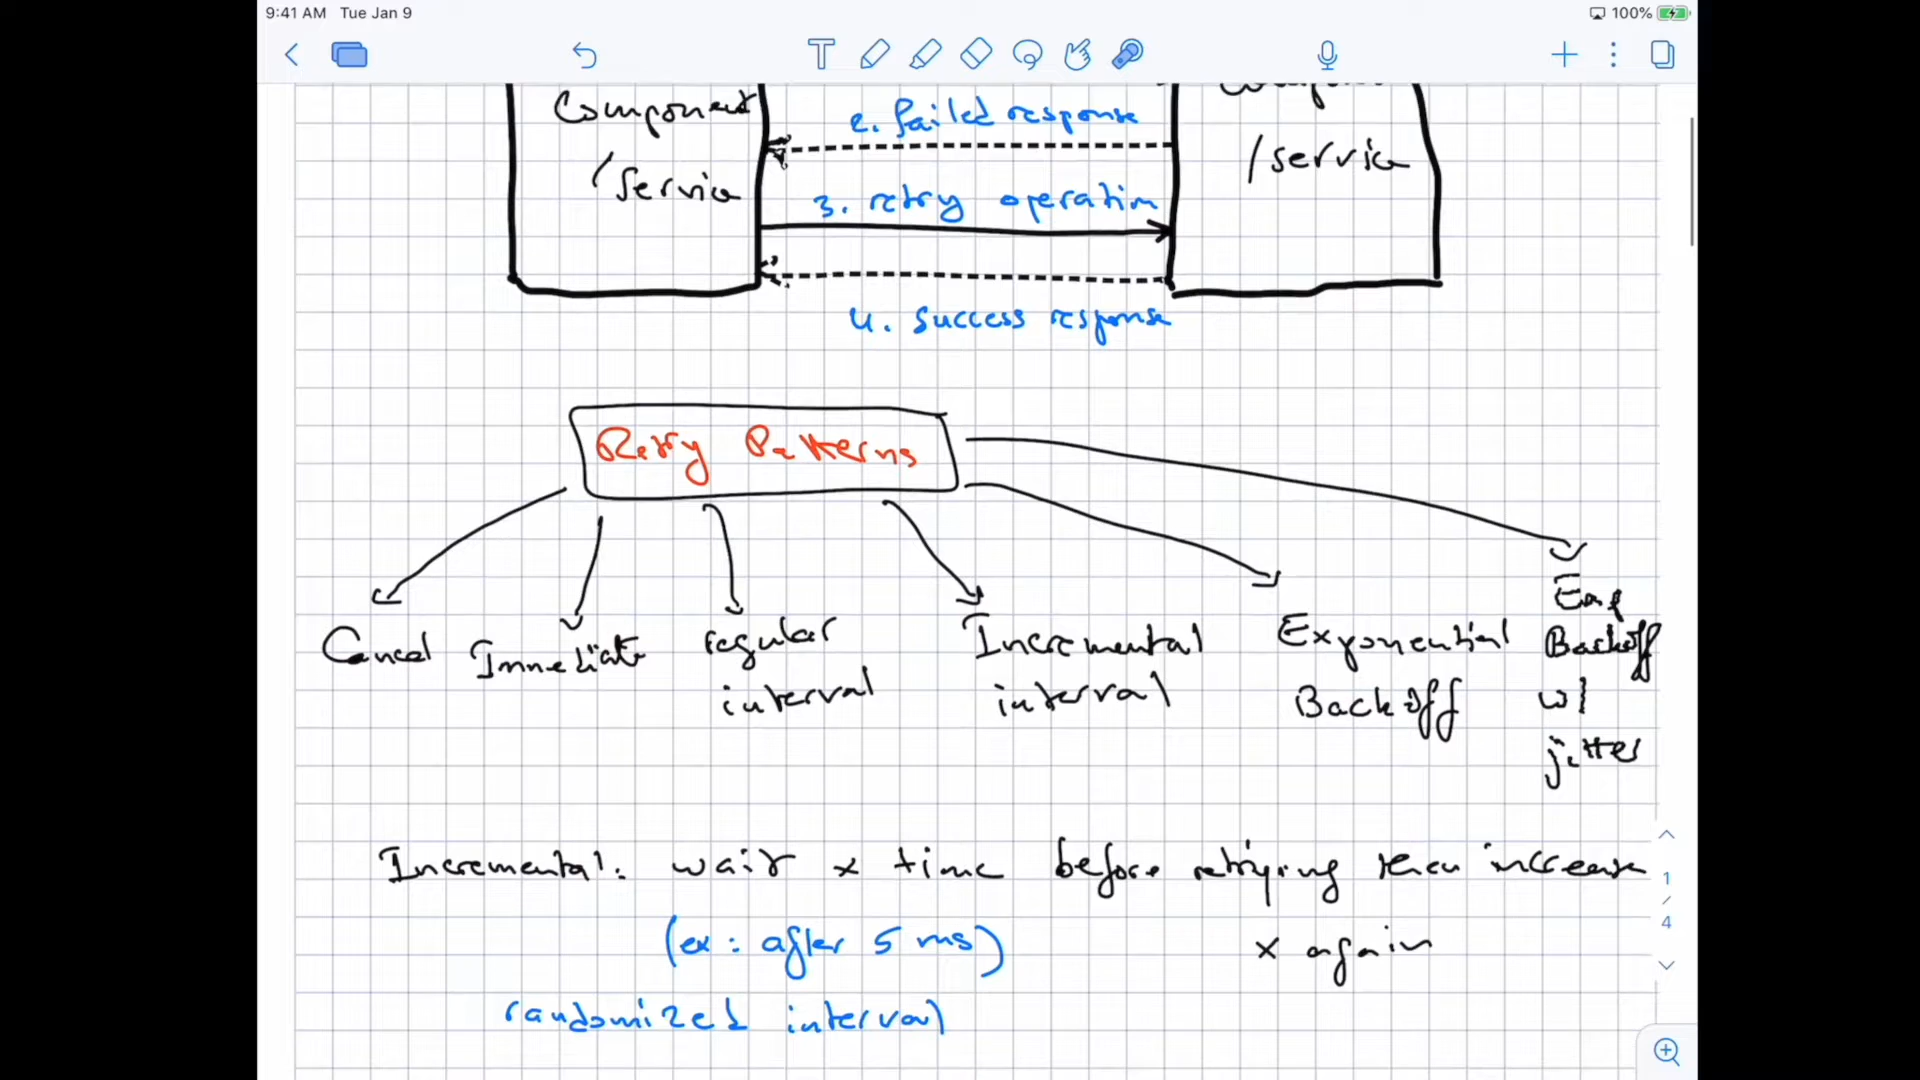 9:41 AM Tue Jan 9
100%
Component
/ Service
/ service
2. failed response
3. retry operation
4. Success response
Retry Patterns
Cancel
Immediate
regular
interval
Incremental
interval
Exponential
Backoff
Exp
Backoff
w/
jitter
Incremental: wait x time before retrying then increase
(ex: after 5 ms) x again
randomized interval
1
/
4